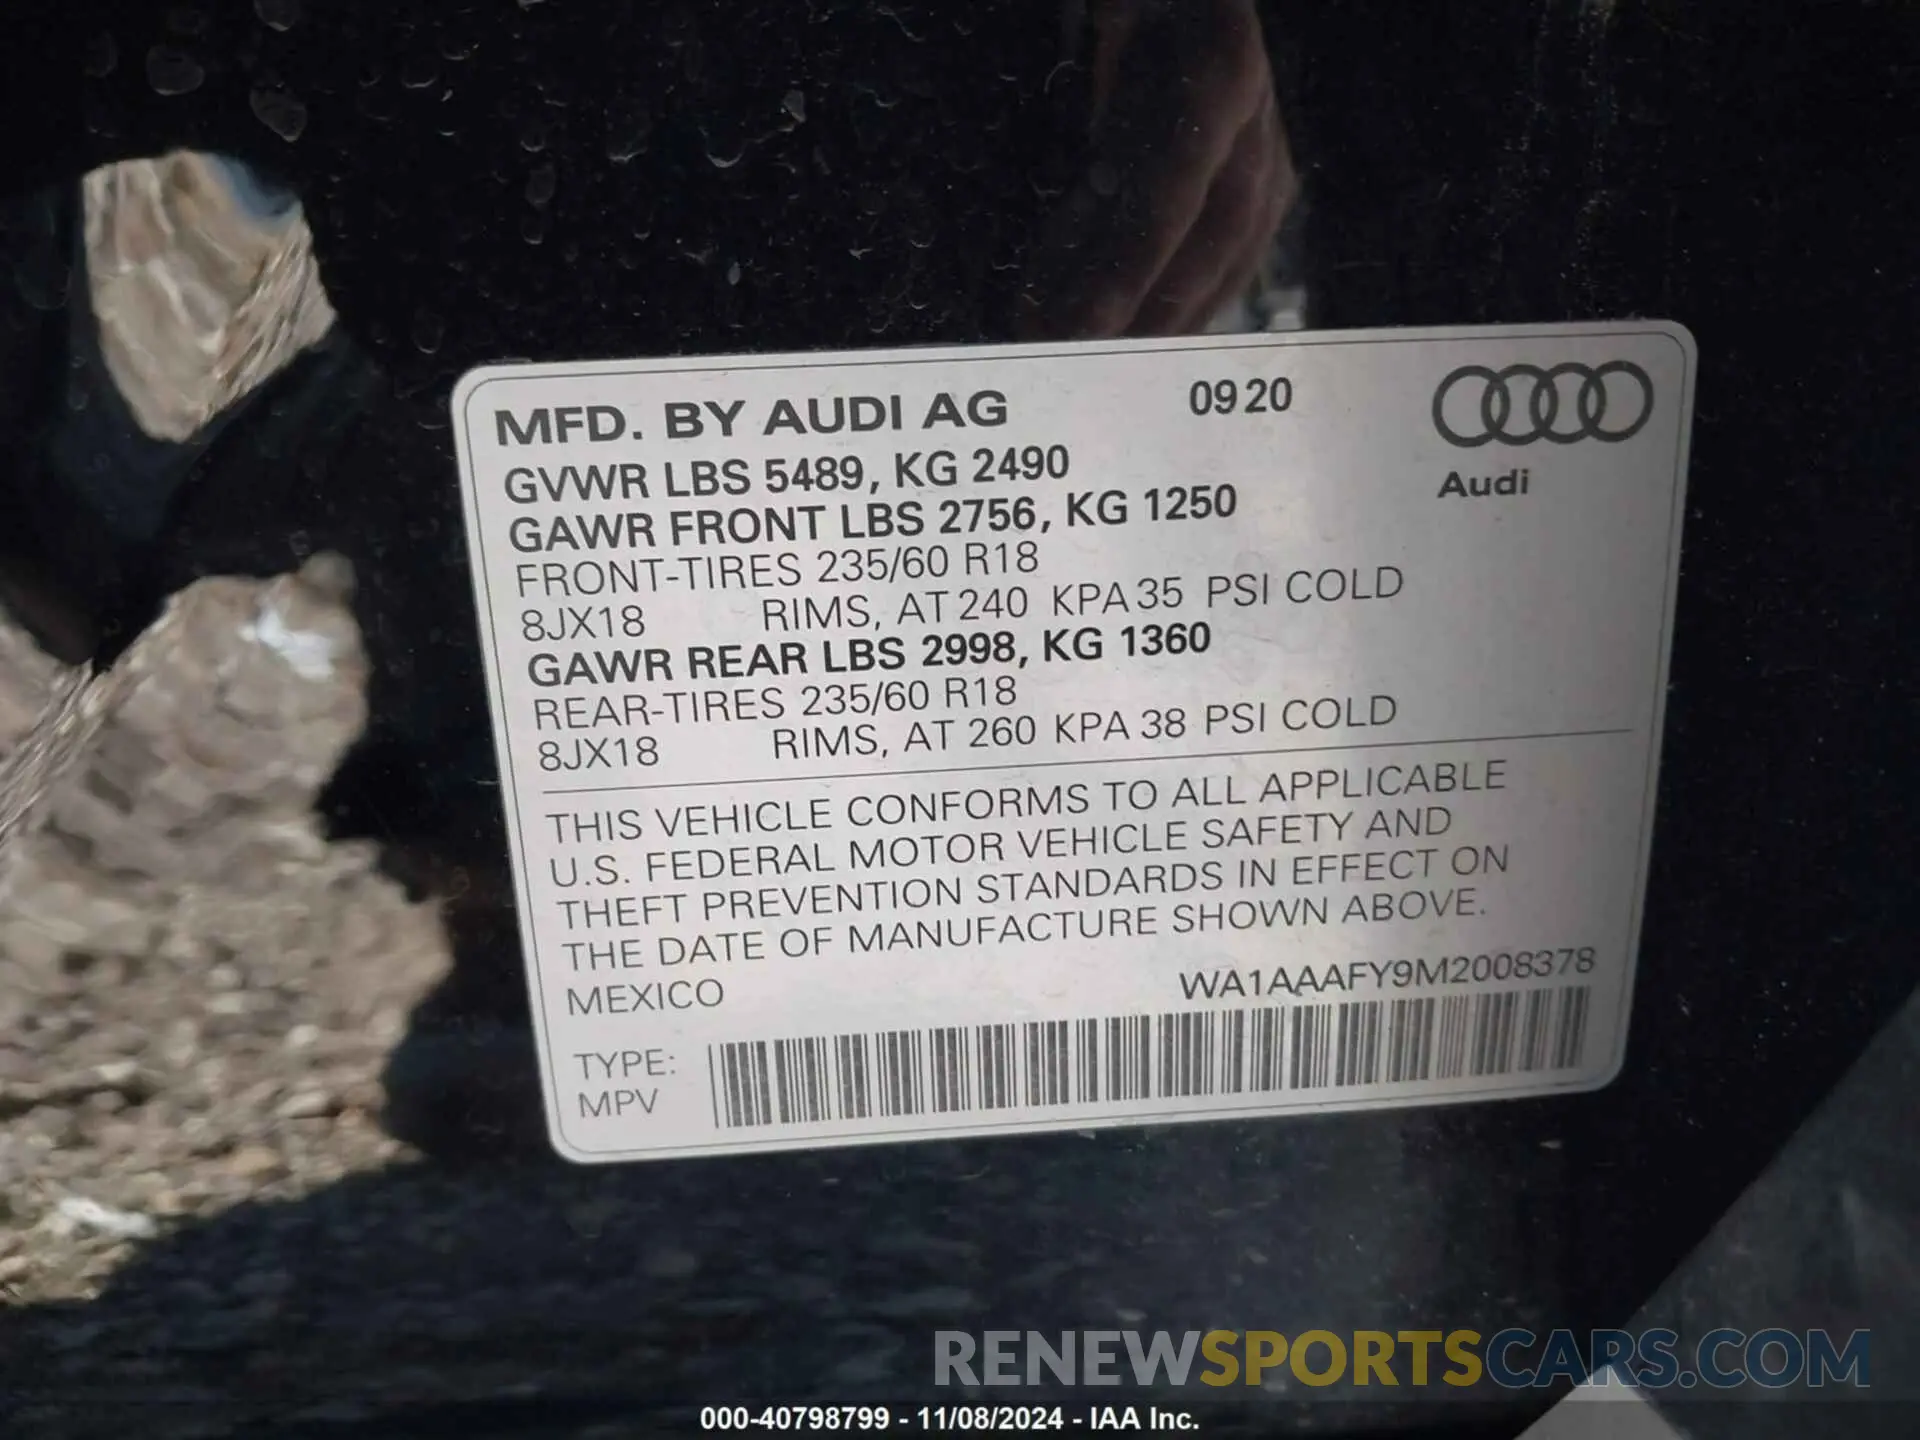 MFD. BY AUDI AG 09 20
GVWR LBS 5489, KG 2490
Audi
GAWR FRONT LBS 2756, KG 1250
FRONT-TIRES 235/60 R18
8JX18 RIMS, AT 240 KPA 35 PSI COLD
GAWR REAR LBS 2998, KG 1360
REAR-TIRES 235/60 R18
8JX18 RIMS, AT 260 KPA 38 PSI COLD
THIS VEHICLE CONFORMS TO ALL APPLICABLE
U.S. FEDERAL MOTOR VEHICLE SAFETY AND
THEFT PREVENTION STANDARDS IN EFFECT ON
THE DATE OF MANUFACTURE SHOWN ABOVE.
MEXICO WA1AAAFY9M2008378
TYPE:
MPV
RENEWSPORTSCARS.COM
000-40798799 - 11/08/2024 - IAA Inc.